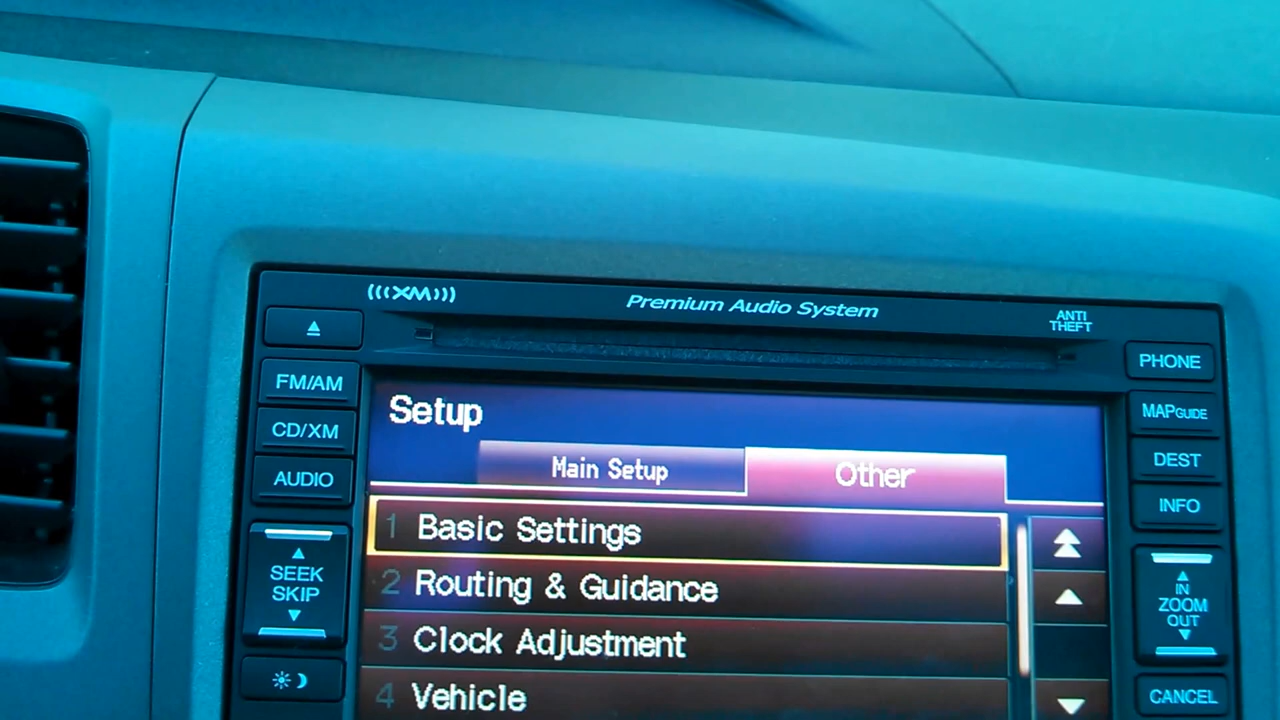 (((XM)))
Premium Audio System
ANTI
THEFT
PHONE
FM/AM
MAPGUIDE
CD/XM
DEST
AUDIO
INFO
SEEK
SKIP
IN
ZOOM
OUT
CANCEL
Setup
Main Setup
Other
1 Basic Settings
2 Routing & Guidance
3 Clock Adjustment
4 Vehicle